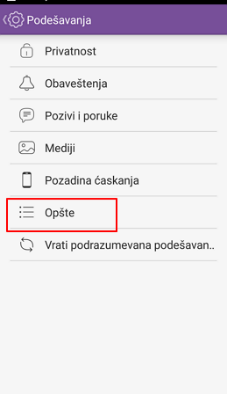 Podešavanja
Privatnost
Obaveštenja
Pozivi i poruke
Mediji
Pozadina ćaskanja
Opšte
Vrati podrazumevana podešavan..